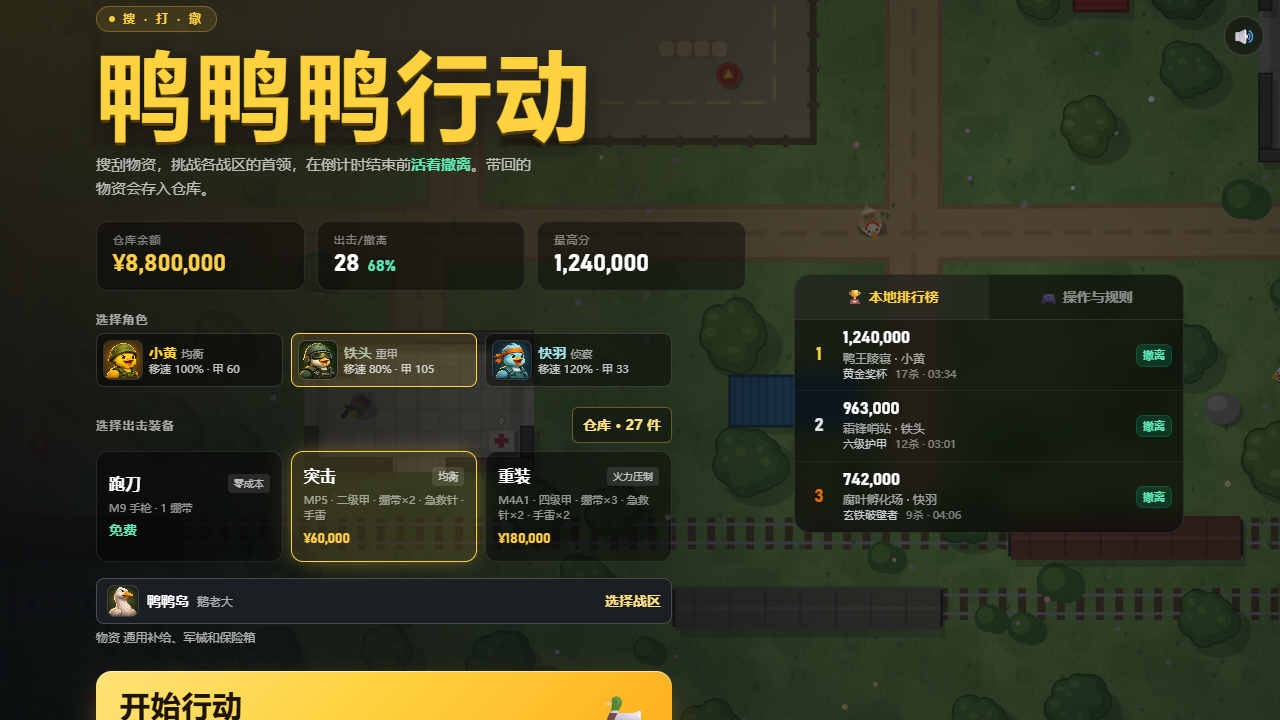 搜 · 打 · 撤
鸭鸭鸭行动
搜刮物资，挑战各战区的首领，在倒计时结束前活着撤离。带回的
物资会存入仓库。
仓库余额
¥8,800,000
出击/撤离
28 68%
最高分
1,240,000
选择角色
小黄 均衡
移速 100% · 甲 60
铁头 重甲
移速 80% · 甲 105
快羽 侦察
移速 120% · 甲 33
选择出击装备
仓库 • 27 件
跑刀 零成本
M9 手枪 · 1 绷带
免费
突击 均衡
MP5 · 二级甲 · 绷带×2 · 急救针 ·
手雷
¥60,000
重装 火力压制
M4A1 · 四级甲 · 绷带×3 · 急救
针×2 · 手雷×2
¥180,000
鸭鸭岛 鹅老大 选择战区
物资 通用补给、军械和保险箱
开始行动
本地排行榜
操作与规则
1
1,240,000
鸭王陵寝 · 小黄
黄金奖杯 17杀 · 03:34
撤离
2
963,000
霜锋哨站 · 铁头
六级护甲 12杀 · 03:01
撤离
3
742,000
腐叶孵化场 · 快羽
玄铁破壁者 9杀 · 04:06
撤离